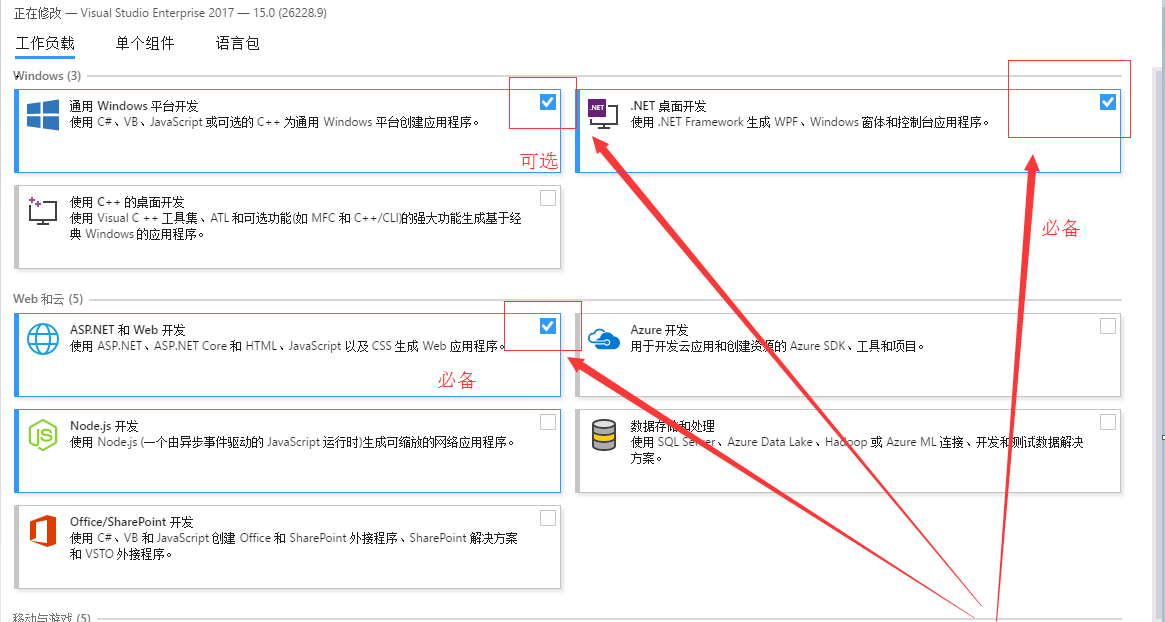 正在修改 — Visual Studio Enterprise 2017 — 15.0 (26228.9)
工作负载 单个组件 语言包
Windows (3)
通用 Windows 平台开发
使用 C#、VB、JavaScript 或可选的 C++ 为通用 Windows 平台创建应用程序。
可选
.NET
.NET 桌面开发
使用 .NET Framework 生成 WPF、Windows 窗体和控制台应用程序。
必备
使用 C++ 的桌面开发
使用 Visual C ++ 工具集、ATL 和可选功能(如 MFC 和 C++/CLI)的强大功能生成基于经
典 Windows 的应用程序。
Web 和云 (5)
ASP.NET 和 Web 开发
使用 ASP.NET、ASP.NET Core 和 HTML、JavaScript 以及 CSS 生成 Web 应用程序。
必备
Azure 开发
用于开发云应用和创建资源的 Azure SDK、工具和项目。
JS
Node.js 开发
使用 Node.js (一个由异步事件驱动的 JavaScript 运行时)生成可缩放的网络应用程序。
数据存储和处理
使用 SQL Server、Azure Data Lake、Hadoop 或 Azure ML 连接、开发和测试数据解决
方案。
Office/SharePoint 开发
使用 C#、VB 和 JavaScript 创建 Office 和 SharePoint 外接程序、SharePoint 解决方案
和 VSTO 外接程序。
移动与游戏 (5)